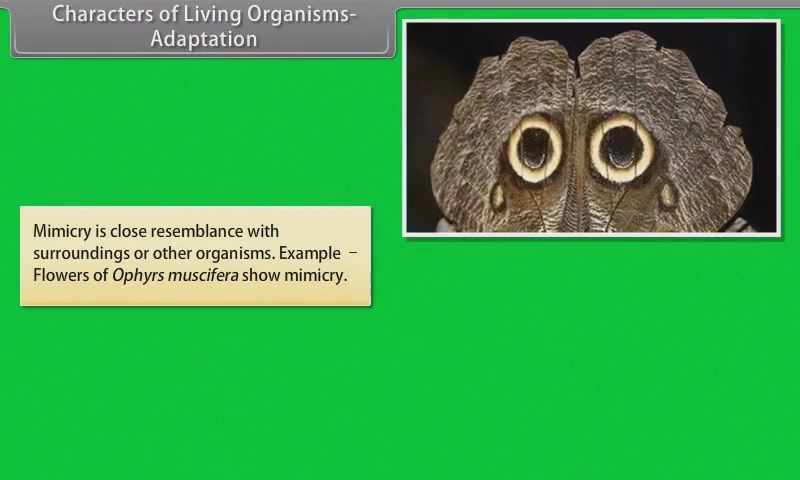 Characters of Living Organisms-
Adaptation
Mimicry is close resemblance with
surroundings or other organisms. Example –
Flowers of Ophyrs muscifera show mimicry.